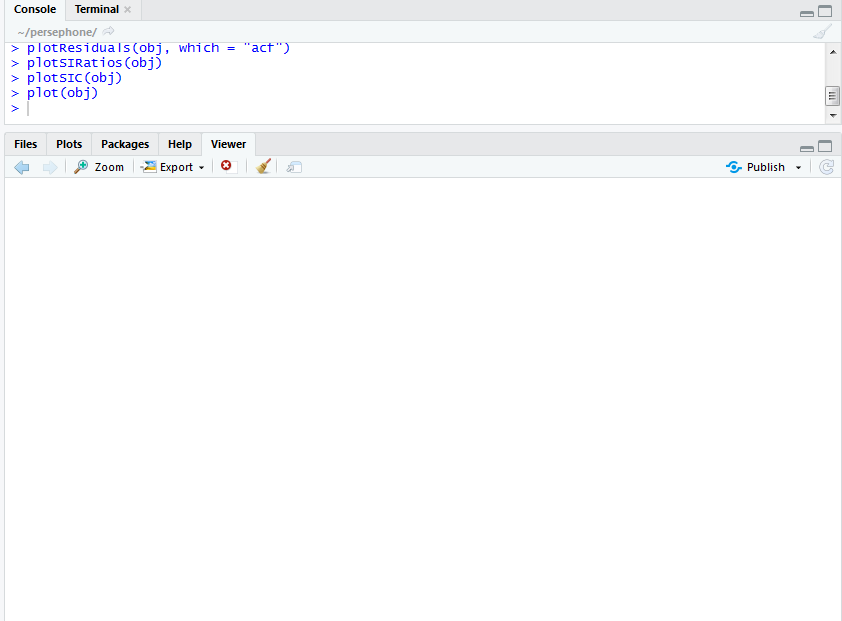 Console Terminal
~/persephone/
> plotResiduals(obj, which = "acf")
> plotSIRatios(obj)
> plotSIC(obj)
> plot(obj)
>
Files Plots Packages Help Viewer
Zoom Export Publish